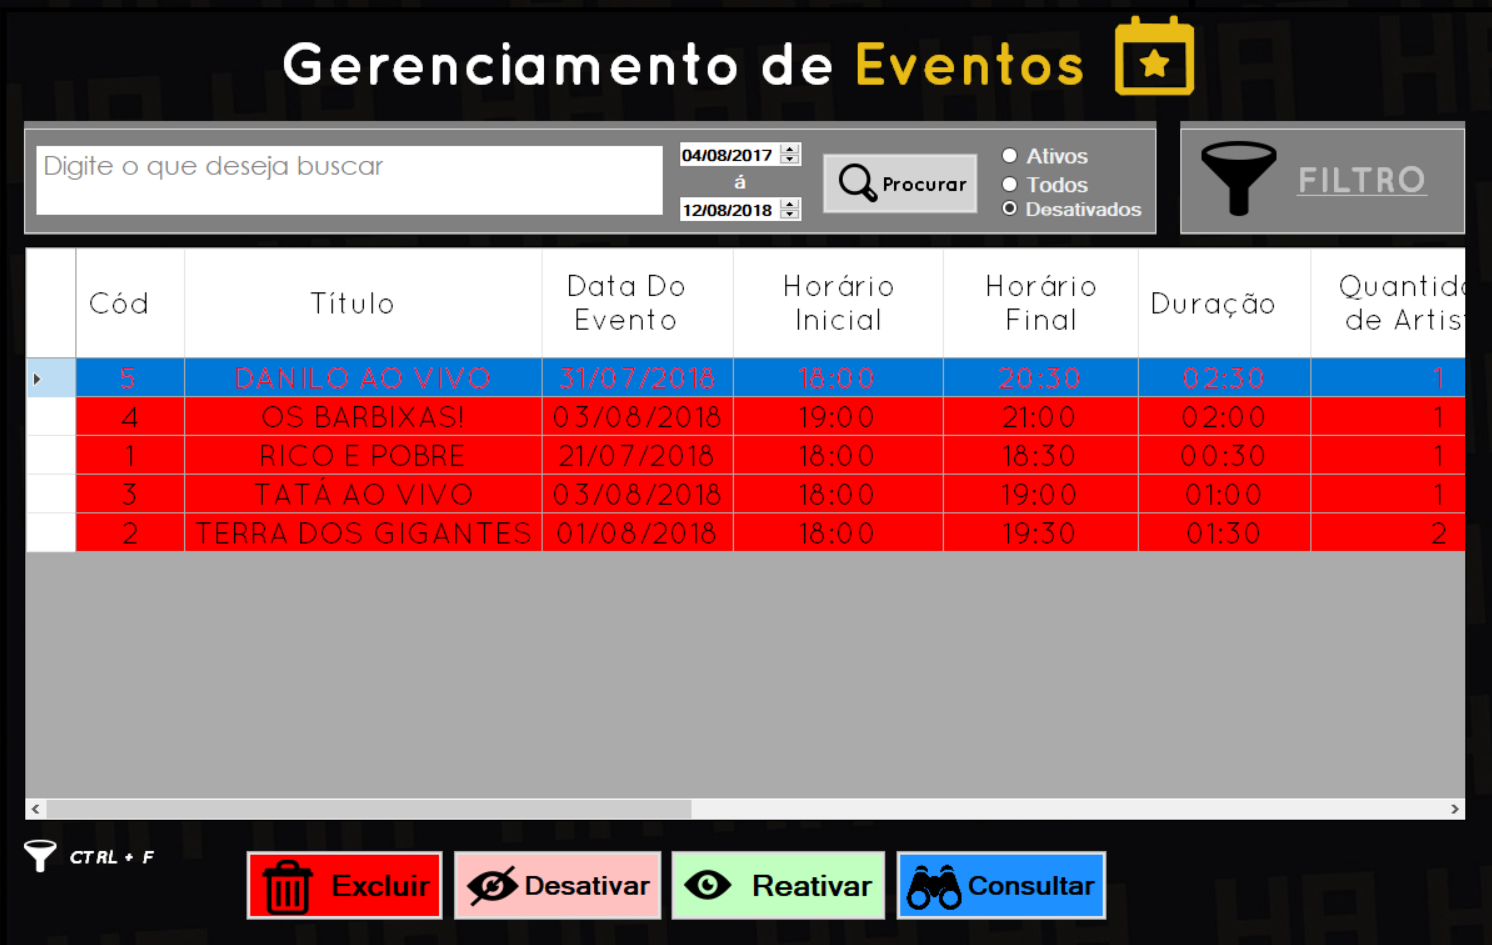 Gerenciamento de Eventos
Digite o que deseja buscar
04/08/2017
á
12/08/2018
Procurar
Ativos
Todos
Desativados
FILTRO
Cód Título Data Do Evento Horário Inicial Horário Final Duração Quantid de Artis
5 DANILO AO VIVO 31/07/2018 18:00 20:30 02:30 1
4 OS BARBIXAS! 03/08/2018 19:00 21:00 02:00 1
1 RICO E POBRE 21/07/2018 18:00 18:30 00:30 1
3 TATÁ AO VIVO 03/08/2018 18:00 19:00 01:00 1
2 TERRA DOS GIGANTES 01/08/2018 18:00 19:30 01:30 2
CTRL + F
Excluir
Desativar
Reativar
Consultar